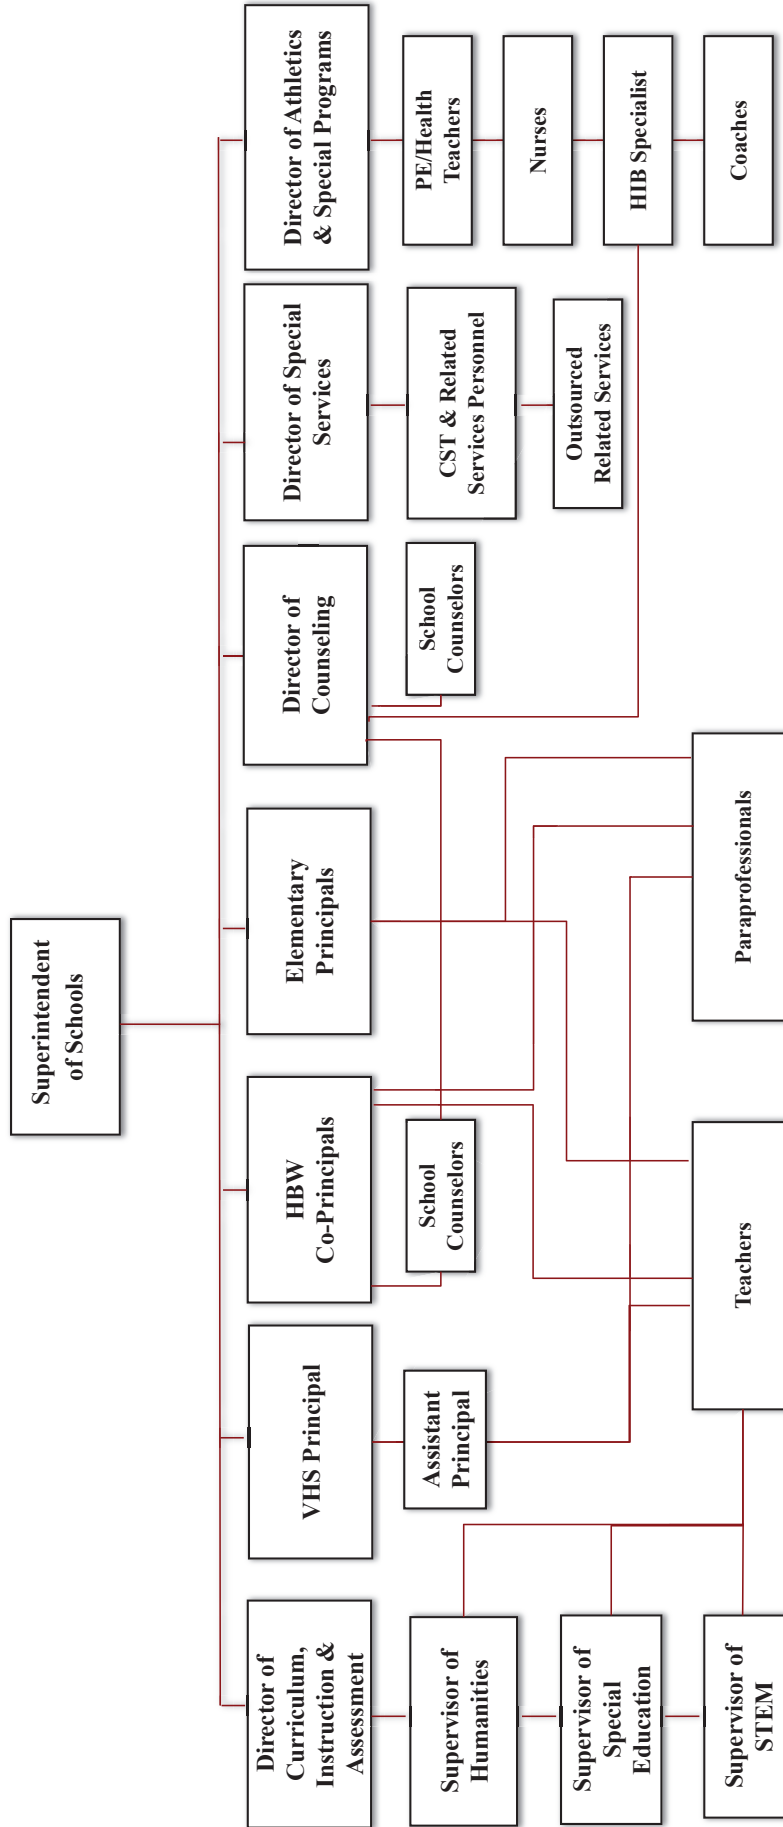 Superintendent
of Schools
Director of
Curriculum,
Instruction &
Assessment
VHS Principal
HBW
Co-Principals
Elementary
Principals
Director of
Counseling
Director of Special
Services
Director of Athletics
& Special Programs
Supervisor of
Humanities
Assistant
Principal
School
Counselors
School
Counselors
CST & Related
Services Personnel
PE/Health
Teachers
Supervisor of
Special
Education
Outsourced
Related Services
Nurses
HIB Specialist
Supervisor of
STEM
Teachers
Paraprofessionals
Coaches